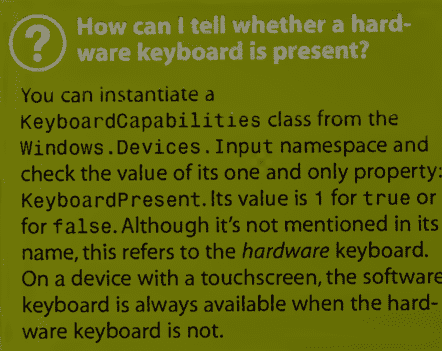 ?
How can I tell whether a hard-
ware keyboard is present?
You can instantiate a
KeyboardCapabilities class from the
Windows.Devices.Input namespace and
check the value of its one and only property:
KeyboardPresent. Its value is 1 for true or
for false. Although it's not mentioned in its
name, this refers to the hardware keyboard.
On a device with a touchscreen, the software
keyboard is always available when the hard-
ware keyboard is not.